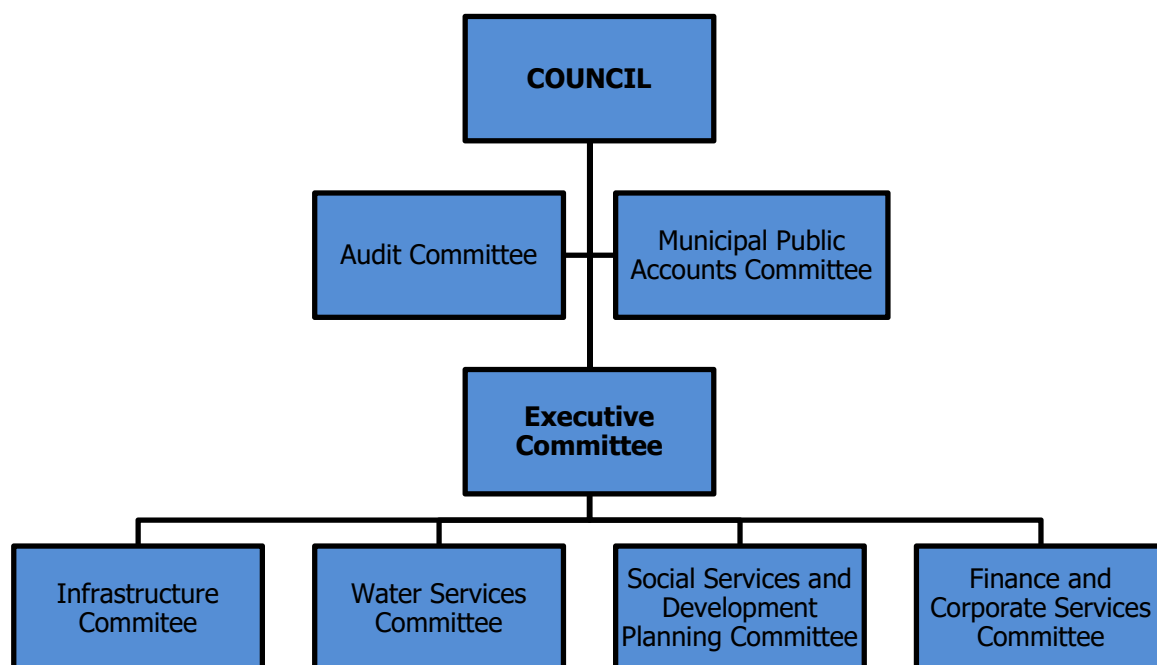 COUNCIL
Audit Committee
Municipal Public
Accounts Committee
Executive
Committee
Infrastructure
Commitee
Water Services
Committee
Social Services and
Development
Planning Committee
Finance and
Corporate Services
Committee